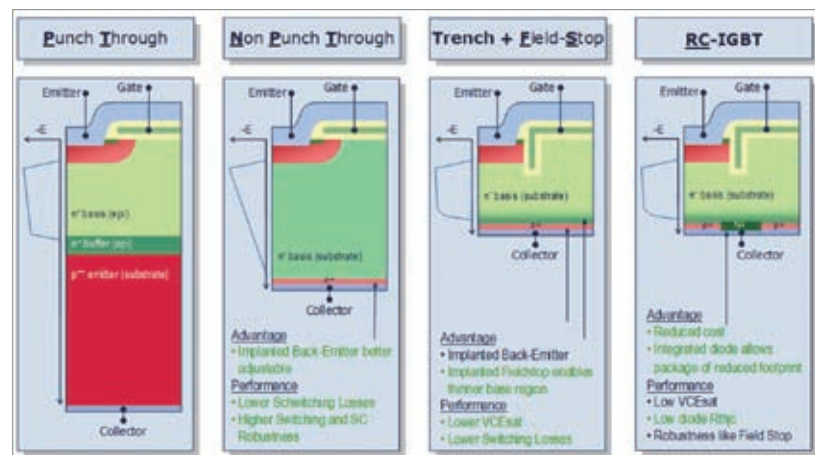 Punch Through
Emitter
Gate
-E
n⁻ basis (epi)
n⁺ buffer (epi)
p⁺⁺ emitter (substrate)
Collector
Non Punch Through
Emitter
Gate
-E
n⁻ basis (substrate)
Collector
Advantage
• Implanted Back-Emitter better
adjustable
Performance
• Lower Schwitching Losses
• Higher Switching and SC
Robustness
Trench + Field-Stop
Emitter
Gate
-E
n⁻ basis (substrate)
Collector
Advantage
• Implanted Back-Emitter
• Implanted Fieldstop enables
thinner base region
Performance
• Lower VCEsat
• Lower Switching Losses
RC-IGBT
Emitter
Gate
-E
n⁻ basis (substrate)
Collector
Advantage
• Reduced cost
• Integrated diode allows
package of reduced footprint
Performance
• Low VCEsat
• Low diode Rthjc
• Robustness like Field Stop